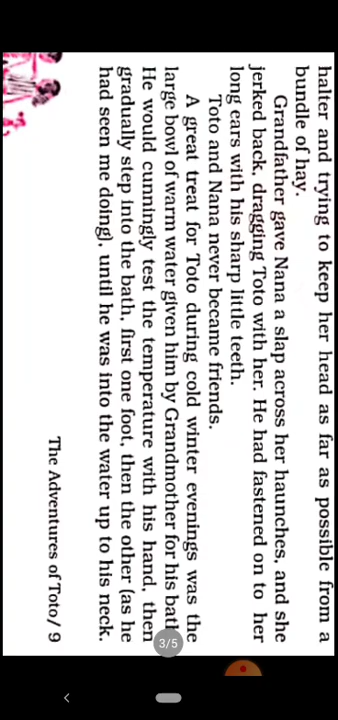 halter and trying to keep her head as far as possible from a
bundle of hay.
Grandfather gave Nana a slap across her haunches, and she
jerked back, dragging Toto with her. He had fastened on to her
long ears with his sharp little teeth.
Toto and Nana never became friends.
A great treat for Toto during cold winter evenings was the
large bowl of warm water given him by Grandmother for his bath.
He would cunningly test the temperature with his hand, then
gradually step into the bath, first one foot, then the other (as he
had seen me doing), until he was into the water up to his neck.
The Adventures of Toto/ 9
3/5